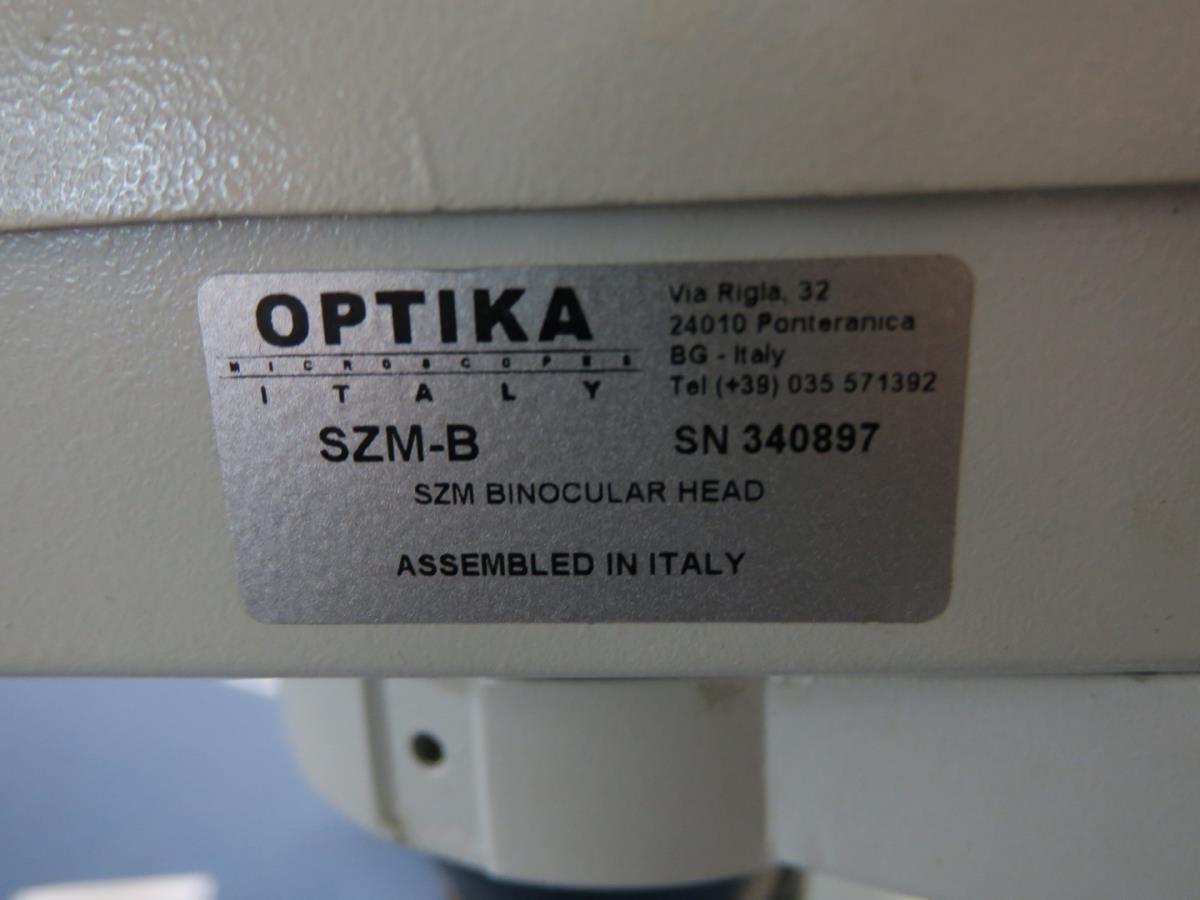 OPTIKA
MICROSCOPES
ITALY
Via Rigla, 32
24010 Ponteranica
BG - Italy
Tel (+39) 035 571392
SZM-B
SN 340897
SZM BINOCULAR HEAD
ASSEMBLED IN ITALY